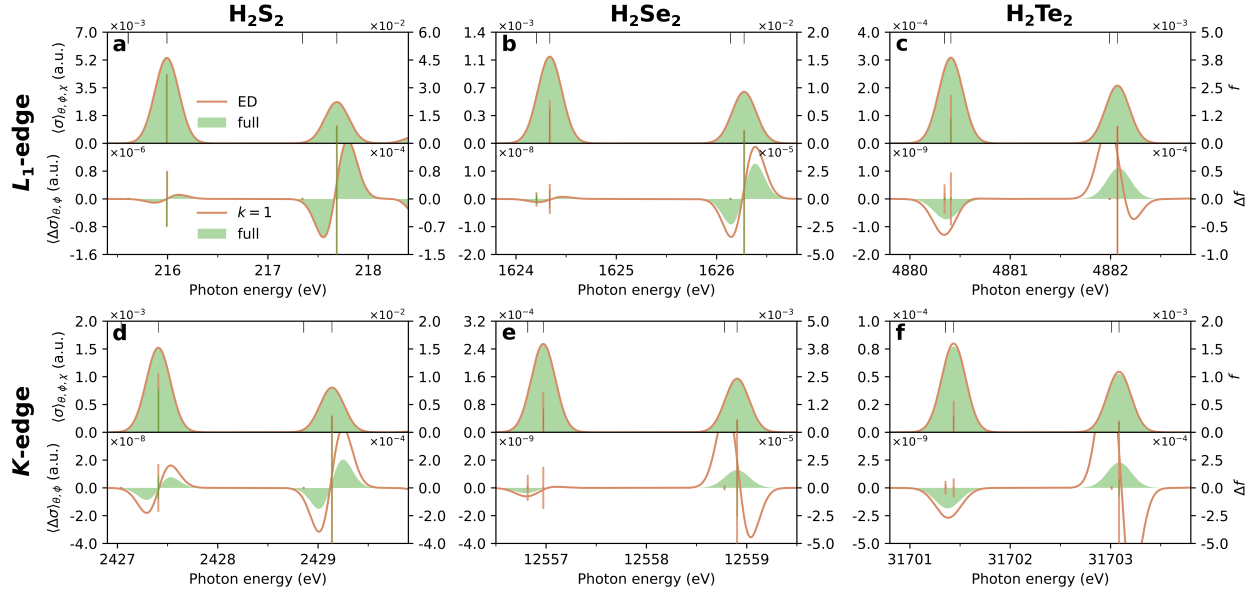 H2S2 H2Se2 H2Te2
L1-edge
a
×10−3 ×10−2
7.0 5.2 3.5 1.8 0.0
⟨σ⟩θ,ϕ,χ (a.u.)
6.0 4.5 3.0 1.5 0.0
ED
full
×10−6 ×10−4
0.8 0.0 -0.8 -1.6
⟨Δσ⟩θ,ϕ (a.u.)
0.7 0.0 -0.7 -1.5
k = 1
full
216 217 218
Photon energy (eV)
b
×10−3 ×10−2
1.4 1.1 0.7 0.3 0.0
2.0 1.5 1.0 0.5 0.0
×10−8 ×10−5
1.0 0.0 -1.0 -2.0
2.5 0.0 -2.5 -5.0
1624 1625 1626
Photon energy (eV)
c
×10−4 ×10−3
4.0 3.0 2.0 1.0 0.0
5.0 3.8 2.5 1.2 0.0
f
×10−9 ×10−4
1.0 0.0 -1.0 -2.0
0.5 0.0 -0.5 -1.0
Δf
4880 4881 4882
Photon energy (eV)
K-edge
d
×10−3 ×10−2
2.0 1.5 1.0 0.5 0.0
⟨σ⟩θ,ϕ,χ (a.u.)
2.0 1.5 1.0 0.5 0.0
×10−8 ×10−4
2.0 0.0 -2.0 -4.0
⟨Δσ⟩θ,ϕ (a.u.)
2.0 0.0 -2.0 -4.0
2427 2428 2429
Photon energy (eV)
e
×10−4 ×10−3
3.2 2.4 1.6 0.8 0.0
5.0 3.8 2.5 1.2 0.0
×10−9 ×10−5
2.0 0.0 -2.0 -4.0
2.5 0.0 -2.5 -5.0
12557 12558 12559
Photon energy (eV)
f
×10−4 ×10−3
1.0 0.8 0.5 0.2 0.0
2.0 1.5 1.0 0.5 0.0
f
×10−9 ×10−4
2.5 0.0 -2.5 -5.0
2.5 0.0 -2.5 -5.0
Δf
31701 31702 31703
Photon energy (eV)